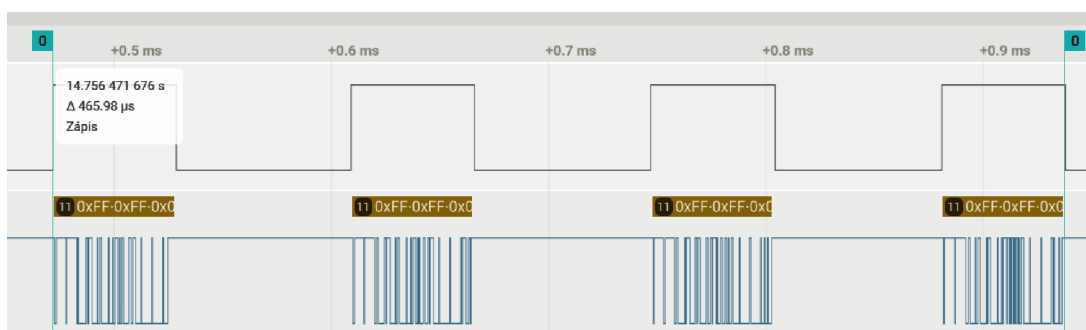 0
0
+0.5 ms
+0.6 ms
+0.7 ms
+0.8 ms
+0.9 ms
14.756 471 676 s
Δ 465.98 µs
Zápis
11 0xFF·0xFF·0x0
11 0xFF·0xFF·0x0
11 0xFF·0xFF·0x0
11 0xFF·0xFF·0x0